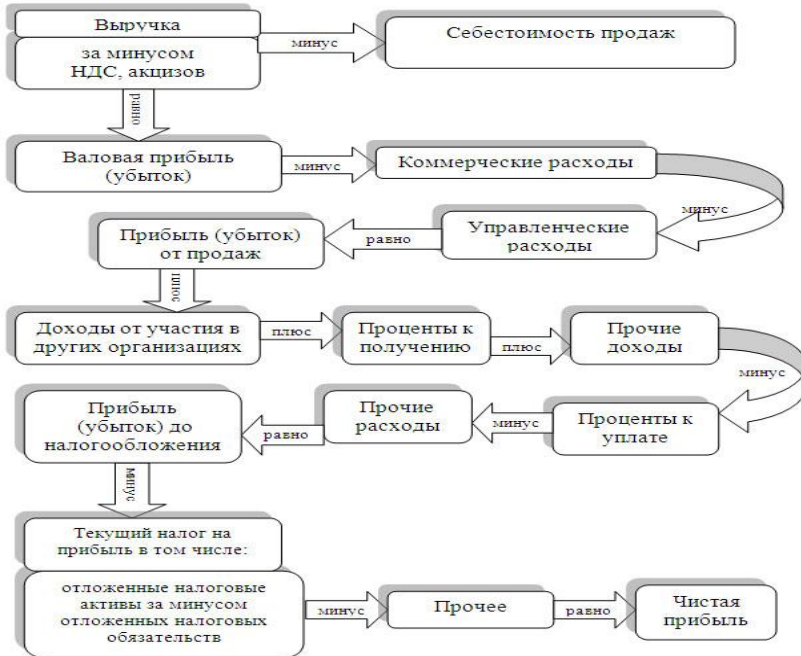 Выручка
за минусом
НДС, акцизов
минус
Себестоимость продаж
равно
Валовая прибыль
(убыток)
минус
Коммерческие расходы
минус
Управленческие
расходы
равно
Прибыль (убыток)
от продаж
плюс
Доходы от участия в
других организациях
плюс
Проценты к
получению
плюс
Прочие
доходы
минус
Проценты к
уплате
минус
Прочие
расходы
равно
Прибыль
(убыток) до
налогообложения
минус
Текущий налог на
прибыль в том числе:
отложенные налоговые
активы за минусом
отложенных налоговых
обязательств
минус
Прочее
равно
Чистая
прибыль